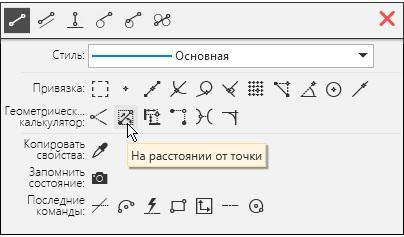 Стиль: Основная
Привязка:
Геометрическ...
калькулятор:
На расстоянии от точки
Копировать
свойства:
Запомнить
состояние:
Последние
команды: